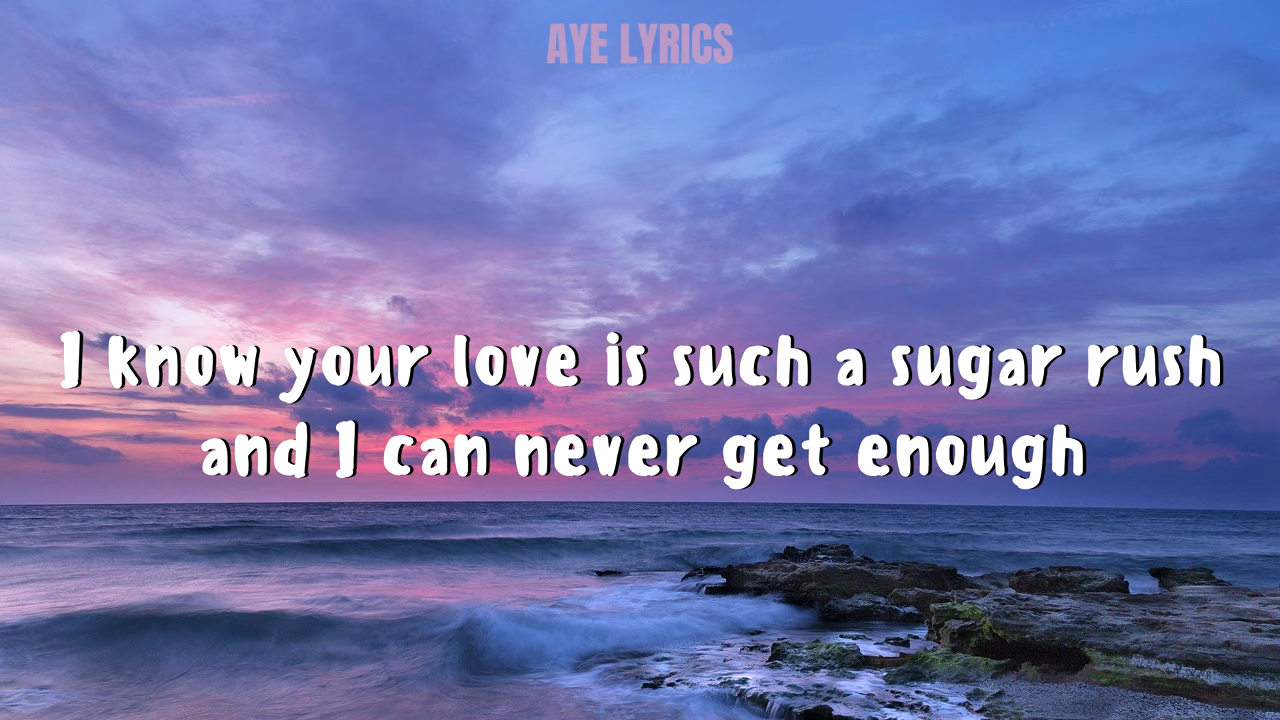 AYE LYRICS
I know your love is such a sugar rush
and I can never get enough